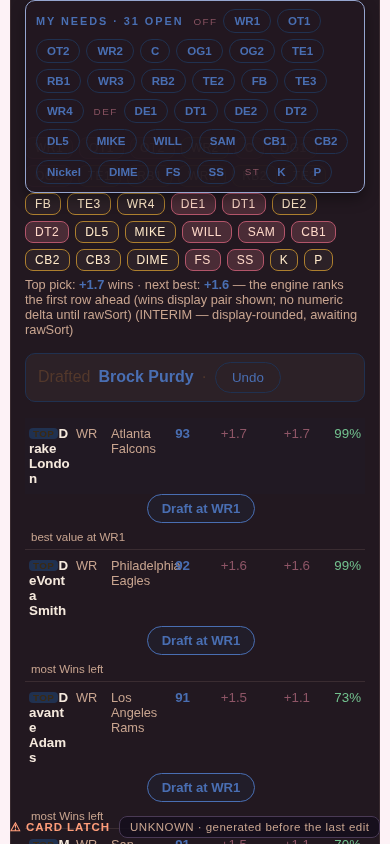 MY NEEDS · 31 OPEN OFF WR1 OT1
OT2 WR2 C OG1 OG2 TE1
RB1 WR3 RB2 TE2 FB TE3
WR4 DEF DE1 DT1 DE2 DT2
DL5 MIKE WILL SAM CB1 CB2
Nickel DIME FS SS ST K P
FB TE3 WR4 DE1 DT1 DE2
DT2 DL5 MIKE WILL SAM CB1
CB2 CB3 DIME FS SS K P
Top pick: +1.7 wins · next best: +1.6 — the engine ranks
the first row ahead (wins display pair shown; no numeric
delta until rawSort) (INTERIM — display-rounded, awaiting
rawSort)
Drafted Brock Purdy · Undo
D WR Atlanta 93 +1.7 +1.7 99%
rake Falcons
Londo
n
Draft at WR1
best value at WR1
D WR Philadelphia 92 +1.6 +1.6 99%
eVont Eagles
a
Smith
Draft at WR1
most Wins left
D WR Los 91 +1.5 +1.1 73%
avant Angeles
e Rams
Adam
s
Draft at WR1
most Wins left
⚠ CARD LATCH UNKNOWN · generated before the last edit